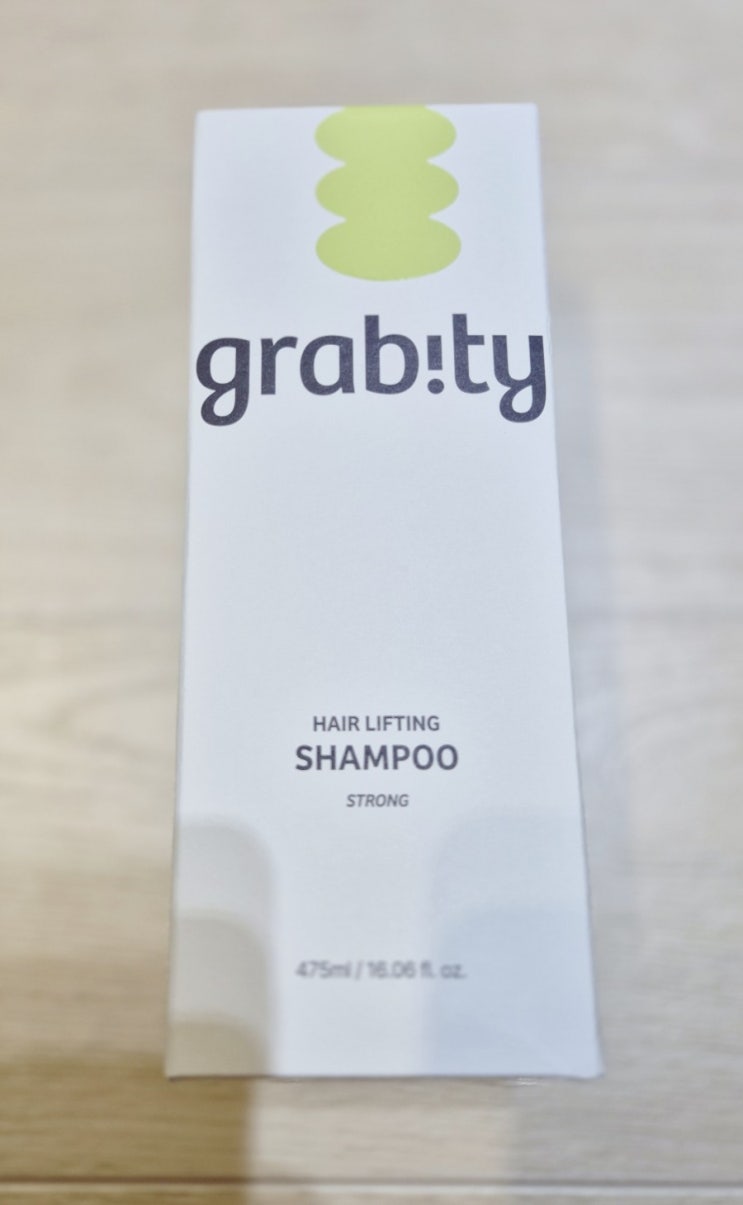 grab!ty
HAIR LIFTING
SHAMPOO
STRONG
475ml / 16.06 fl. oz.